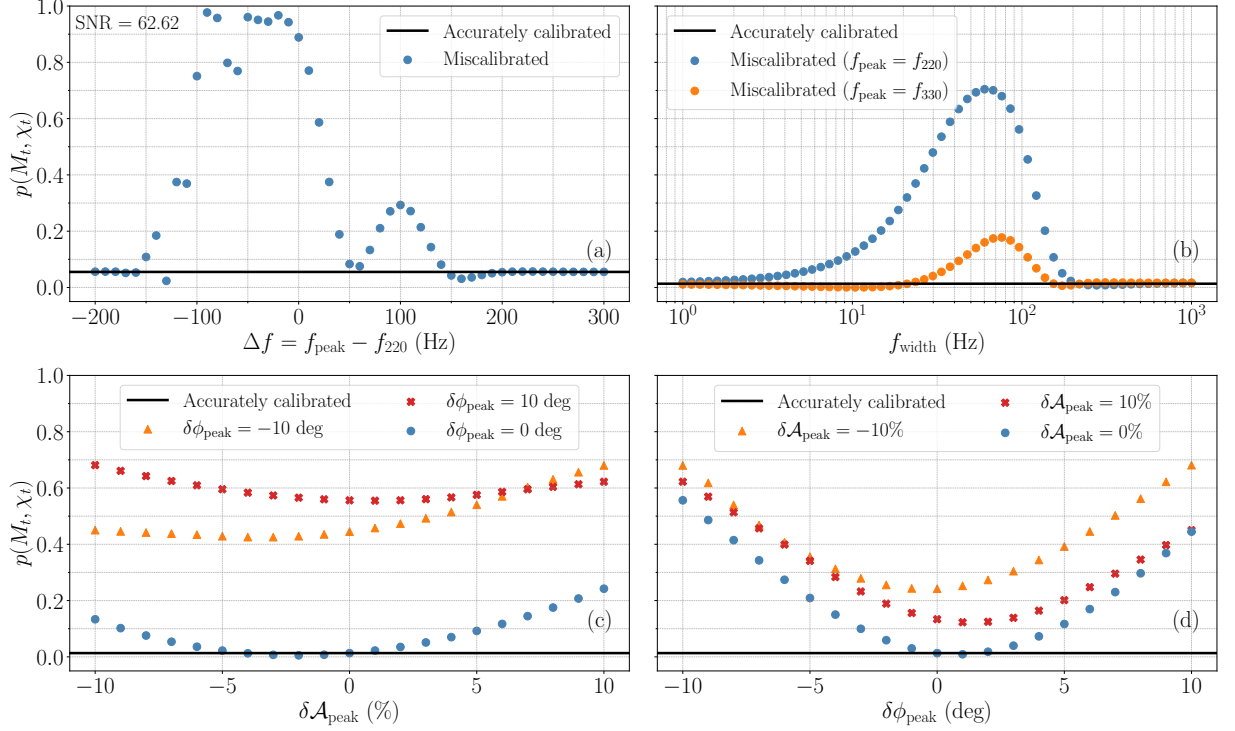 SNR = 62.62
Accurately calibrated
Miscalibrated
(a)
p(M_t, χ_t)
1.0
0.8
0.6
0.4
0.2
0.0
−200 −100 0 100 200 300
Δf = f_peak − f_220 (Hz)
Accurately calibrated
Miscalibrated (f_peak = f_220)
Miscalibrated (f_peak = f_330)
(b)
10^0 10^1 10^2 10^3
f_width (Hz)
Accurately calibrated
δϕ_peak = −10 deg
δϕ_peak = 10 deg
δϕ_peak = 0 deg
(c)
p(M_t, χ_t)
1.0
0.8
0.6
0.4
0.2
0.0
−10 −5 0 5 10
δ𝒜_peak (%)
Accurately calibrated
δ𝒜_peak = −10%
δ𝒜_peak = 10%
δ𝒜_peak = 0%
(d)
−10 −5 0 5 10
δϕ_peak (deg)